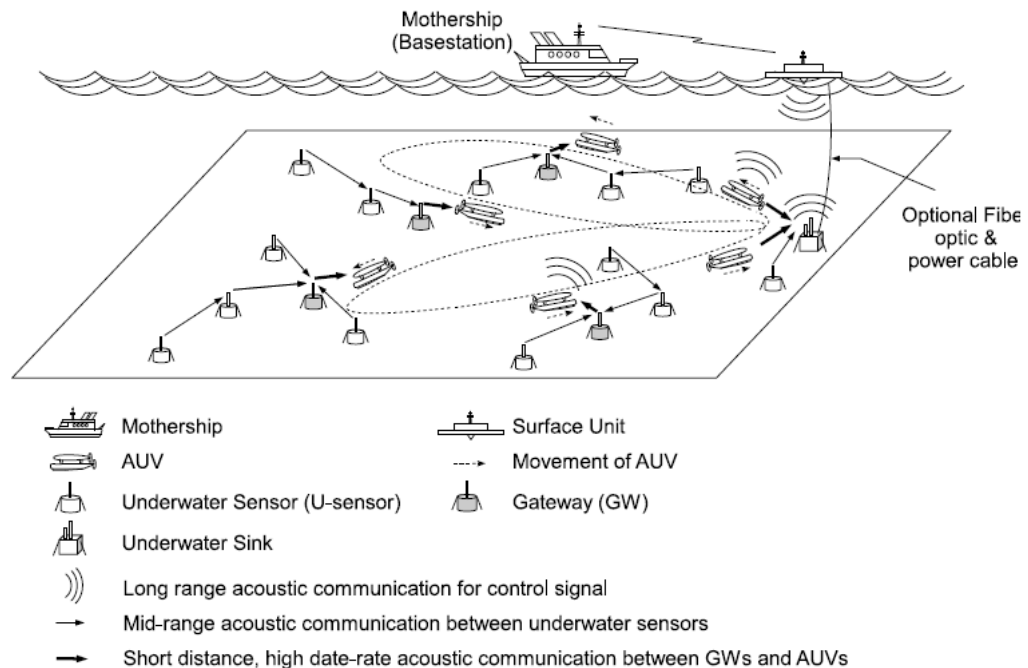 Mothership
(Basestation)
Optional Fibe
optic &
power cable
Mothership
Surface Unit
AUV
Movement of AUV
Underwater Sensor (U-sensor)
Gateway (GW)
Underwater Sink
Long range acoustic communication for control signal
Mid-range acoustic communication between underwater sensors
Short distance, high date-rate acoustic communication between GWs and AUVs